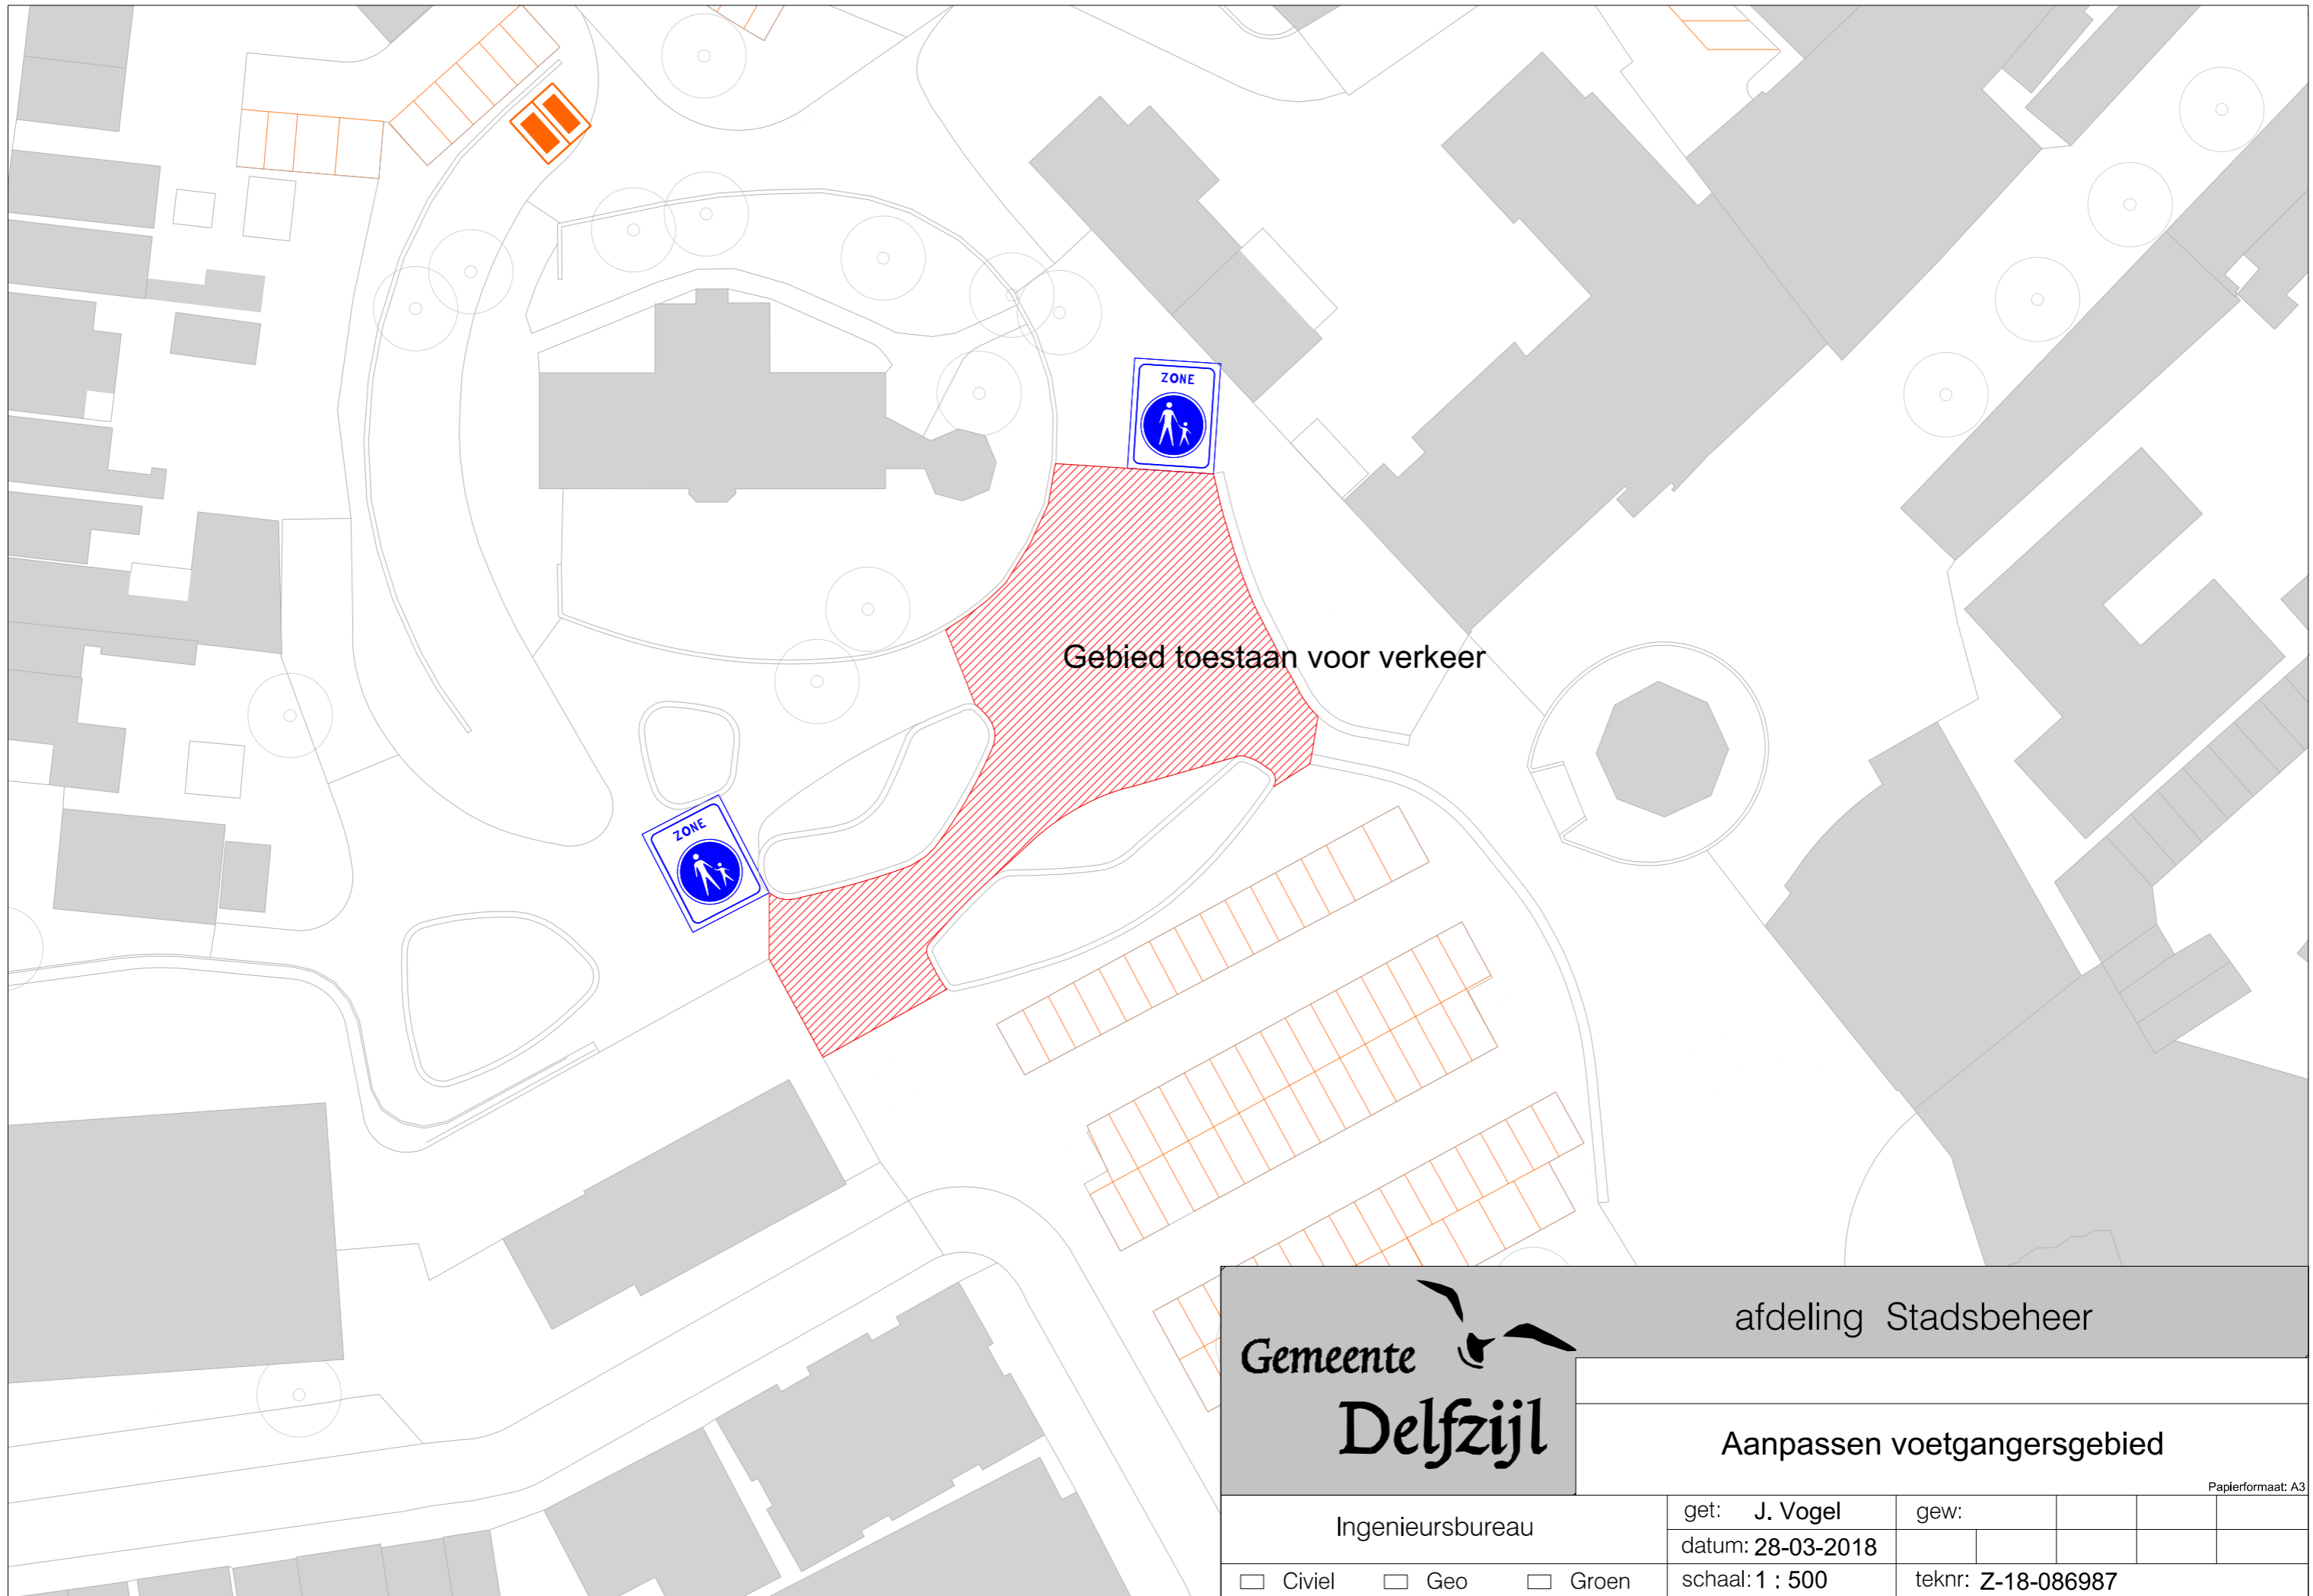 ZONE
Gebied toestaan voor verkeer
ZONE
Gemeente
Delfzijl
afdeling Stadsbeheer
Aanpassen voetgangersgebied
Papierformaat: A3
Ingenieursbureau
get: J. Vogel gew:
datum: 28-03-2018
Civiel Geo Groen schaal: 1 : 500 teknr: Z-18-086987